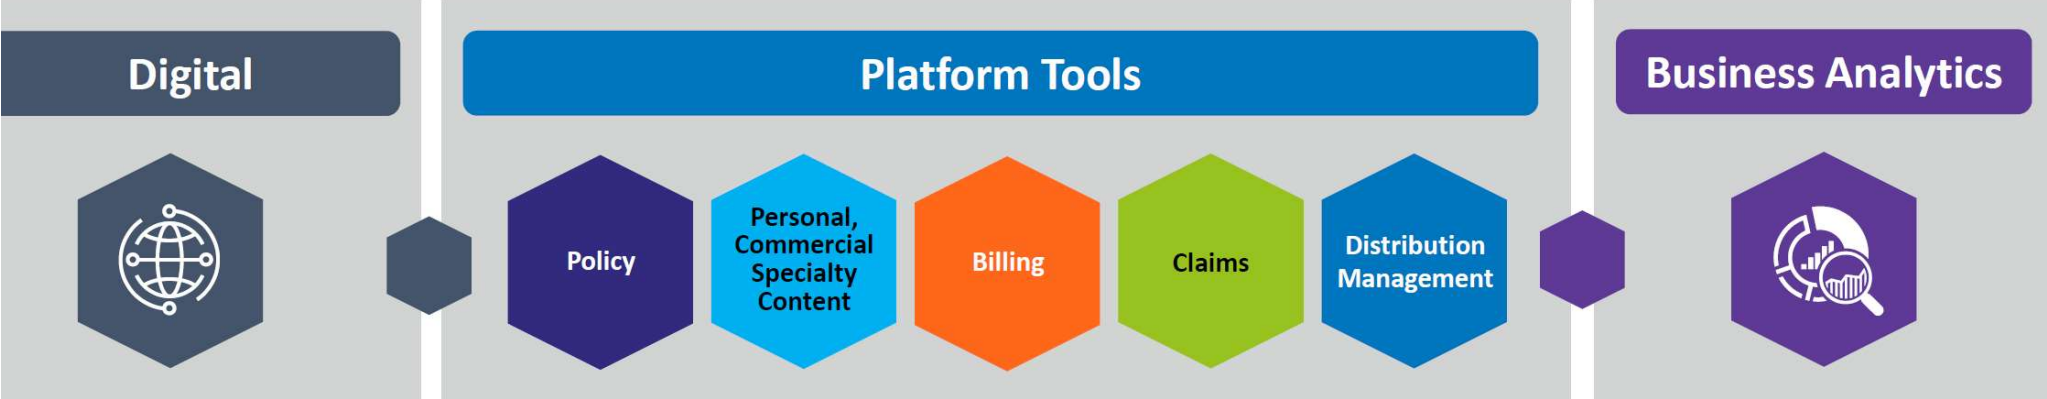 Digital
Platform Tools
Business Analytics
Policy
Personal,
Commercial
Specialty
Content
Billing
Claims
Distribution
Management